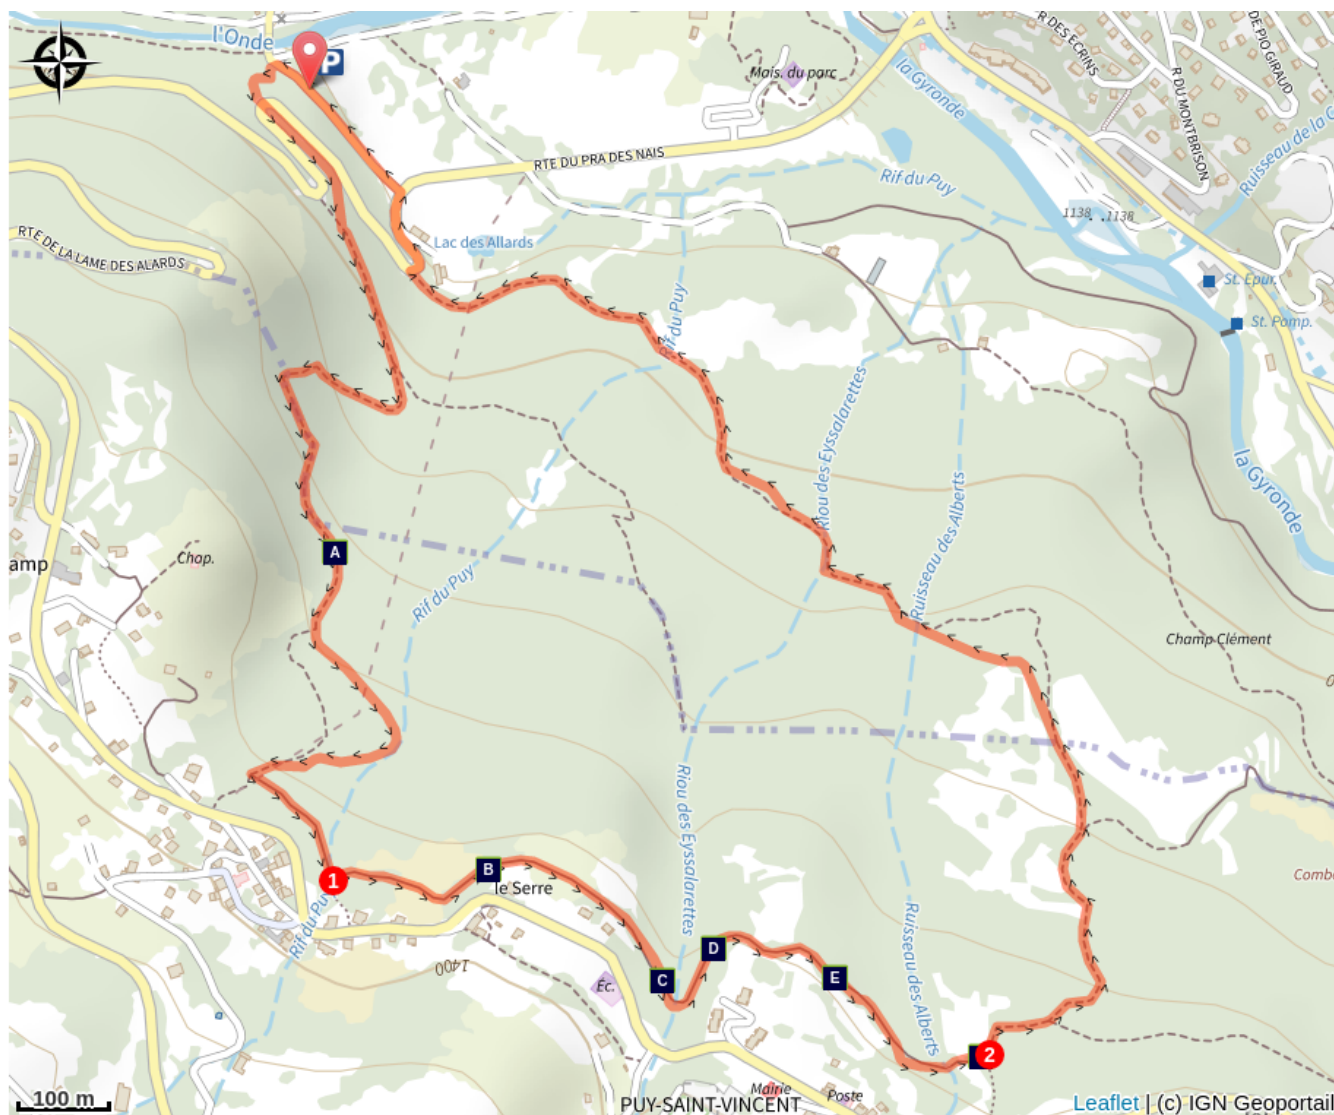 l'Onde
P
Mais. du parc
la Gyronde
R DES ECRINS
DE PIO GIRAUD
R DU MONTBRISON
RTE DU PRA DES NAIS
Rif du Puy
1138
1138
RTE DE LA LAME DES ALARDS
Lac des Allards
St. Epur.
St. Pomp.
Rif du Puy
Riou des Eyssalarettes
Ruisseau des Alberts
la Gyronde
A
Chap.
amp
Rif du Puy
Champ Clément
Riou des Eyssalarettes
B
1
le Serre
Comb
Rif du Pu
1400
D
C
E
Éc.
Ruisseau des Alberts
2
100 m
Mairie
Poste
PUY-SAINT-VINCENT
Leaflet | (c) IGN Geoportail